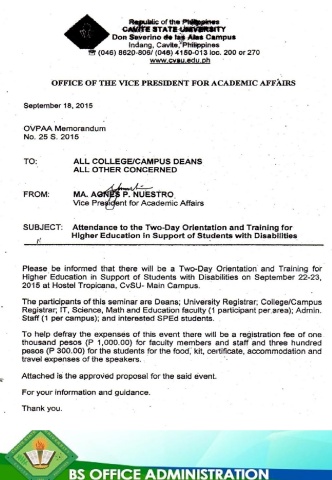 Republic of the Philippines
CAVITE STATE UNIVERSITY
Don Severino de las Alas Campus
Indang, Cavite, Philippines
☎ (046) 8620-806/ (046) 4150-013 loc. 200 or 270
www.cvsu.edu.ph
OFFICE OF THE VICE PRESIDENT FOR ACADEMIC AFFAIRS
September 18, 2015
OVPAA Memorandum
No. 25 S. 2015
TO: ALL COLLEGE/CAMPUS DEANS
ALL OTHER CONCERNED
FROM: MA. AGNES P. NUESTRO
Vice President for Academic Affairs
SUBJECT: Attendance to the Two-Day Orientation and Training for
Higher Education in Support of Students with Disabilities
Please be informed that there will be a Two-Day Orientation and Training for
Higher Education in Support of Students with Disabilities on September 22-23,
2015 at Hostel Tropicana, CvSU- Main Campus.
The participants of this seminar are Deans; University Registrar; College/Campus
Registrar; IT, Science, Math and Education faculty (1 participant per area); Admin.
Staff (1 per campus); and interested SPEd students.
To help defray the expenses of this event there will be a registration fee of one
thousand pesos (P 1,000.00) for faculty members and staff and three hundred
pesos (P 300.00) for the students for the food, kit, certificate, accommodation and
travel expenses of the speakers.
Attached is the approved proposal for the said event.
For your information and guidance.
Thank you.
BS OFFICE ADMINISTRATION